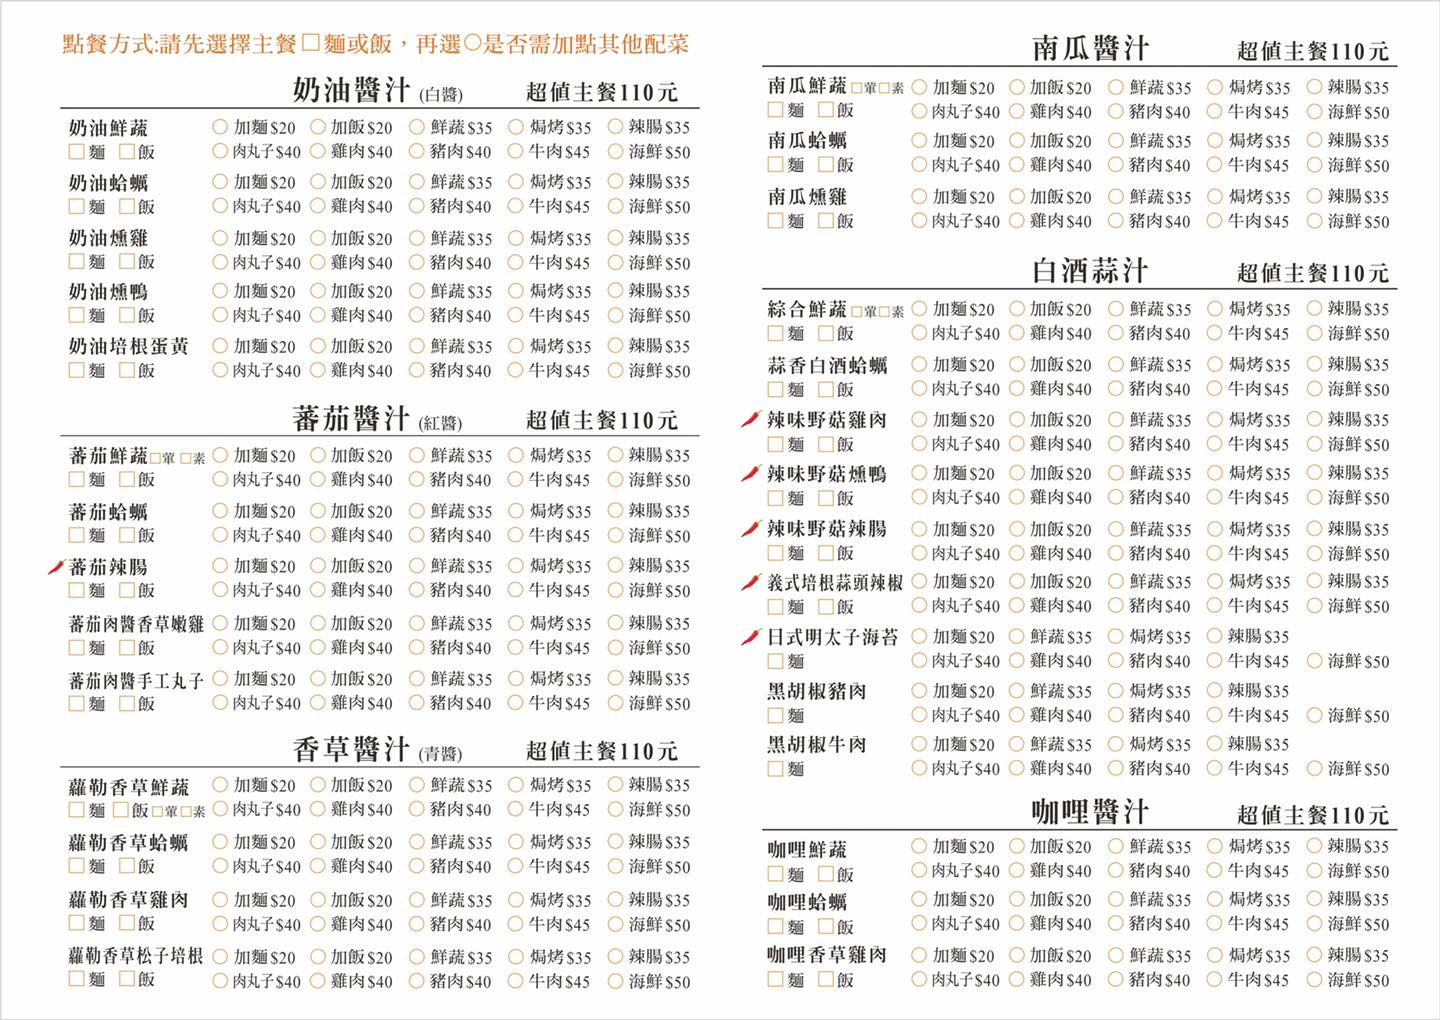 點餐方式:請先選擇主餐□麵或飯，再選○是否需加點其他配菜
奶油醬汁 (白醬) 超值主餐110元
奶油鮮蔬 ○ 加麵$20 ○ 加飯$20 ○ 鮮蔬$35 ○ 焗烤$35 ○ 辣腸$35
□ 麵 □ 飯 ○ 肉丸子$40 ○ 雞肉$40 ○ 豬肉$40 ○ 牛肉$45 ○ 海鮮$50
奶油蛤蠣 ○ 加麵$20 ○ 加飯$20 ○ 鮮蔬$35 ○ 焗烤$35 ○ 辣腸$35
□ 麵 □ 飯 ○ 肉丸子$40 ○ 雞肉$40 ○ 豬肉$40 ○ 牛肉$45 ○ 海鮮$50
奶油燻雞 ○ 加麵$20 ○ 加飯$20 ○ 鮮蔬$35 ○ 焗烤$35 ○ 辣腸$35
□ 麵 □ 飯 ○ 肉丸子$40 ○ 雞肉$40 ○ 豬肉$40 ○ 牛肉$45 ○ 海鮮$50
奶油燻鴨 ○ 加麵$20 ○ 加飯$20 ○ 鮮蔬$35 ○ 焗烤$35 ○ 辣腸$35
□ 麵 □ 飯 ○ 肉丸子$40 ○ 雞肉$40 ○ 豬肉$40 ○ 牛肉$45 ○ 海鮮$50
奶油培根蛋黃 ○ 加麵$20 ○ 加飯$20 ○ 鮮蔬$35 ○ 焗烤$35 ○ 辣腸$35
□ 麵 □ 飯 ○ 肉丸子$40 ○ 雞肉$40 ○ 豬肉$40 ○ 牛肉$45 ○ 海鮮$50
蕃茄醬汁 (紅醬) 超值主餐110元
蕃茄鮮蔬 □葷 □素 ○ 加麵$20 ○ 加飯$20 ○ 鮮蔬$35 ○ 焗烤$35 ○ 辣腸$35
□ 麵 □ 飯 ○ 肉丸子$40 ○ 雞肉$40 ○ 豬肉$40 ○ 牛肉$45 ○ 海鮮$50
蕃茄蛤蠣 ○ 加麵$20 ○ 加飯$20 ○ 鮮蔬$35 ○ 焗烤$35 ○ 辣腸$35
□ 麵 □ 飯 ○ 肉丸子$40 ○ 雞肉$40 ○ 豬肉$40 ○ 牛肉$45 ○ 海鮮$50
蕃茄辣腸 ○ 加麵$20 ○ 加飯$20 ○ 鮮蔬$35 ○ 焗烤$35 ○ 辣腸$35
□ 麵 □ 飯 ○ 肉丸子$40 ○ 雞肉$40 ○ 豬肉$40 ○ 牛肉$45 ○ 海鮮$50
蕃茄肉醬香草嫩雞 ○ 加麵$20 ○ 加飯$20 ○ 鮮蔬$35 ○ 焗烤$35 ○ 辣腸$35
□ 麵 □ 飯 ○ 肉丸子$40 ○ 雞肉$40 ○ 豬肉$40 ○ 牛肉$45 ○ 海鮮$50
蕃茄肉醬手工丸子 ○ 加麵$20 ○ 加飯$20 ○ 鮮蔬$35 ○ 焗烤$35 ○ 辣腸$35
□ 麵 □ 飯 ○ 肉丸子$40 ○ 雞肉$40 ○ 豬肉$40 ○ 牛肉$45 ○ 海鮮$50
香草醬汁 (青醬) 超值主餐110元
蘿勒香草鮮蔬 ○ 加麵$20 ○ 加飯$20 ○ 鮮蔬$35 ○ 焗烤$35 ○ 辣腸$35
□ 麵 □ 飯 □葷 □素 ○ 肉丸子$40 ○ 雞肉$40 ○ 豬肉$40 ○ 牛肉$45 ○ 海鮮$50
蘿勒香草蛤蠣 ○ 加麵$20 ○ 加飯$20 ○ 鮮蔬$35 ○ 焗烤$35 ○ 辣腸$35
□ 麵 □ 飯 ○ 肉丸子$40 ○ 雞肉$40 ○ 豬肉$40 ○ 牛肉$45 ○ 海鮮$50
蘿勒香草雞肉 ○ 加麵$20 ○ 加飯$20 ○ 鮮蔬$35 ○ 焗烤$35 ○ 辣腸$35
□ 麵 □ 飯 ○ 肉丸子$40 ○ 雞肉$40 ○ 豬肉$40 ○ 牛肉$45 ○ 海鮮$50
蘿勒香草松子培根 ○ 加麵$20 ○ 加飯$20 ○ 鮮蔬$35 ○ 焗烤$35 ○ 辣腸$35
□ 麵 □ 飯 ○ 肉丸子$40 ○ 雞肉$40 ○ 豬肉$40 ○ 牛肉$45 ○ 海鮮$50
南瓜醬汁 超值主餐110元
南瓜鮮蔬 □葷□素 ○ 加麵$20 ○ 加飯$20 ○ 鮮蔬$35 ○ 焗烤$35 ○ 辣腸$35
□ 麵 □ 飯 ○ 肉丸子$40 ○ 雞肉$40 ○ 豬肉$40 ○ 牛肉$45 ○ 海鮮$50
南瓜蛤蠣 ○ 加麵$20 ○ 加飯$20 ○ 鮮蔬$35 ○ 焗烤$35 ○ 辣腸$35
□ 麵 □ 飯 ○ 肉丸子$40 ○ 雞肉$40 ○ 豬肉$40 ○ 牛肉$45 ○ 海鮮$50
南瓜燻雞 ○ 加麵$20 ○ 加飯$20 ○ 鮮蔬$35 ○ 焗烤$35 ○ 辣腸$35
□ 麵 □ 飯 ○ 肉丸子$40 ○ 雞肉$40 ○ 豬肉$40 ○ 牛肉$45 ○ 海鮮$50
白酒蒜汁 超值主餐110元
綜合鮮蔬 □葷□素 ○ 加麵$20 ○ 加飯$20 ○ 鮮蔬$35 ○ 焗烤$35 ○ 辣腸$35
□ 麵 □ 飯 ○ 肉丸子$40 ○ 雞肉$40 ○ 豬肉$40 ○ 牛肉$45 ○ 海鮮$50
蒜香白酒蛤蠣 ○ 加麵$20 ○ 加飯$20 ○ 鮮蔬$35 ○ 焗烤$35 ○ 辣腸$35
□ 麵 □ 飯 ○ 肉丸子$40 ○ 雞肉$40 ○ 豬肉$40 ○ 牛肉$45 ○ 海鮮$50
辣味野菇雞肉 ○ 加麵$20 ○ 加飯$20 ○ 鮮蔬$35 ○ 焗烤$35 ○ 辣腸$35
□ 麵 □ 飯 ○ 肉丸子$40 ○ 雞肉$40 ○ 豬肉$40 ○ 牛肉$45 ○ 海鮮$50
辣味野菇燻鴨 ○ 加麵$20 ○ 加飯$20 ○ 鮮蔬$35 ○ 焗烤$35 ○ 辣腸$35
□ 麵 □ 飯 ○ 肉丸子$40 ○ 雞肉$40 ○ 豬肉$40 ○ 牛肉$45 ○ 海鮮$50
辣味野菇辣腸 ○ 加麵$20 ○ 加飯$20 ○ 鮮蔬$35 ○ 焗烤$35 ○ 辣腸$35
□ 麵 □ 飯 ○ 肉丸子$40 ○ 雞肉$40 ○ 豬肉$40 ○ 牛肉$45 ○ 海鮮$50
義式培根蒜頭辣椒 ○ 加麵$20 ○ 加飯$20 ○ 鮮蔬$35 ○ 焗烤$35 ○ 辣腸$35
□ 麵 □ 飯 ○ 肉丸子$40 ○ 雞肉$40 ○ 豬肉$40 ○ 牛肉$45 ○ 海鮮$50
日式明太子海苔 ○ 加麵$20 ○ 鮮蔬$35 ○ 焗烤$35 ○ 辣腸$35
□ 麵 ○ 肉丸子$40 ○ 雞肉$40 ○ 豬肉$40 ○ 牛肉$45 ○ 海鮮$50
黑胡椒豬肉 ○ 加麵$20 ○ 鮮蔬$35 ○ 焗烤$35 ○ 辣腸$35
□ 麵 ○ 肉丸子$40 ○ 雞肉$40 ○ 豬肉$40 ○ 牛肉$45 ○ 海鮮$50
黑胡椒牛肉 ○ 加麵$20 ○ 鮮蔬$35 ○ 焗烤$35 ○ 辣腸$35
□ 麵 ○ 肉丸子$40 ○ 雞肉$40 ○ 豬肉$40 ○ 牛肉$45 ○ 海鮮$50
咖哩醬汁 超值主餐110元
咖哩鮮蔬 ○ 加麵$20 ○ 加飯$20 ○ 鮮蔬$35 ○ 焗烤$35 ○ 辣腸$35
□ 麵 □ 飯 ○ 肉丸子$40 ○ 雞肉$40 ○ 豬肉$40 ○ 牛肉$45 ○ 海鮮$50
咖哩蛤蠣 ○ 加麵$20 ○ 加飯$20 ○ 鮮蔬$35 ○ 焗烤$35 ○ 辣腸$35
□ 麵 □ 飯 ○ 肉丸子$40 ○ 雞肉$40 ○ 豬肉$40 ○ 牛肉$45 ○ 海鮮$50
咖哩香草雞肉 ○ 加麵$20 ○ 加飯$20 ○ 鮮蔬$35 ○ 焗烤$35 ○ 辣腸$35
□ 麵 □ 飯 ○ 肉丸子$40 ○ 雞肉$40 ○ 豬肉$40 ○ 牛肉$45 ○ 海鮮$50